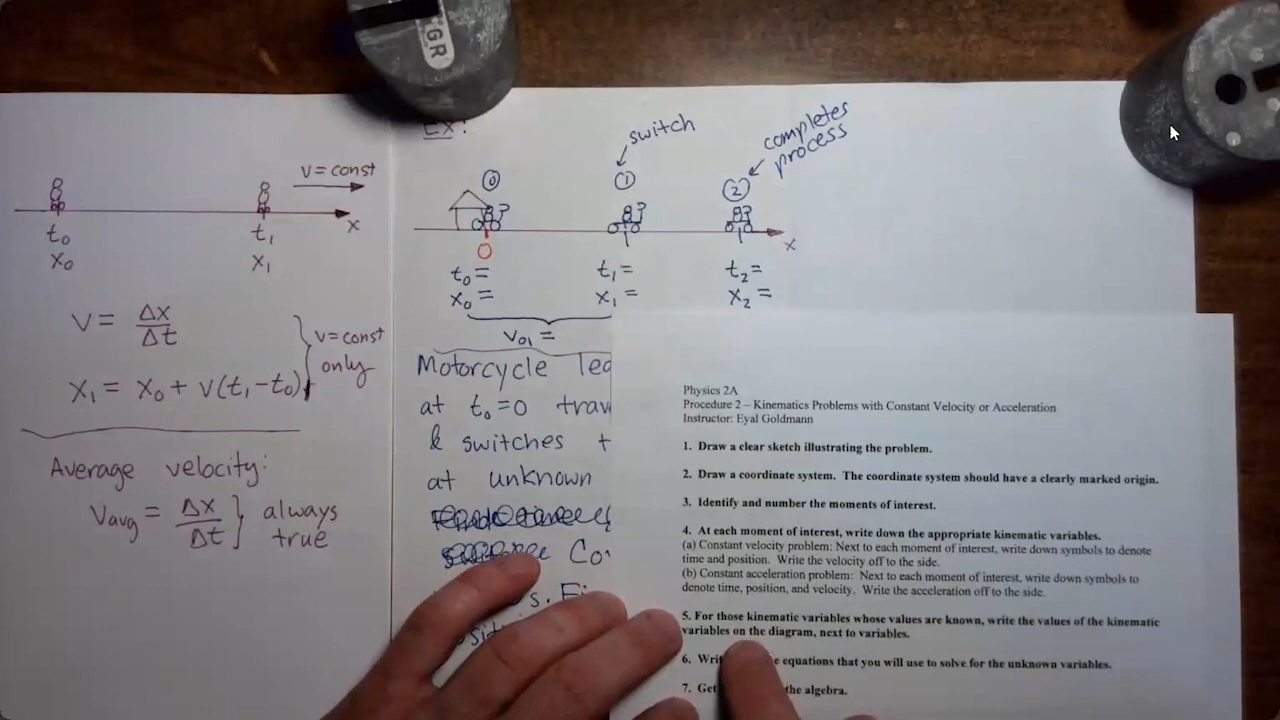 GR
v = const
x
t₀
t₁
x₀
x₁
V = Δx/Δt
x₁ = x₀ + v(t₁-t₀)
v = const
only
Average velocity:
Vavg = Δx/Δt
always
true
Ex:
switch
completes
process
0 1 2
0
x
t₀ = t₁ = t₂ =
x₀ = x₁ = x₂ =
V₀₁ =
Motorcycle
at t₀=0
& switches
at unknown
Physics 2A
Procedure 2 – Kinematics Problems with Constant Velocity or Acceleration
Instructor: Eyal Goldmann
1. Draw a clear sketch illustrating the problem.
2. Draw a coordinate system. The coordinate system should have a clearly marked origin.
3. Identify and number the moments of interest.
4. At each moment of interest, write down the appropriate kinematic variables.
(a) Constant velocity problem: Next to each moment of interest, write down symbols to denote
time and position. Write the velocity off to the side.
(b) Constant acceleration problem: Next to each moment of interest, write down symbols to
denote time, position, and velocity. Write the acceleration off to the side.
5. For those kinematic variables whose values are known, write the values of the kinematic
variables on the diagram, next to variables.
6. equations that you will use to solve for the unknown variables.
7. Get the algebra.